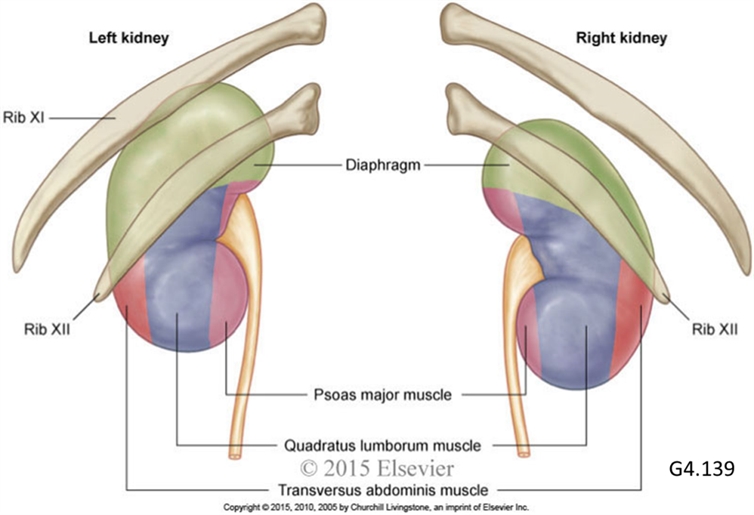 Left kidney
Right kidney
Rib XI
Diaphragm
Rib XII
Rib XII
Psoas major muscle
Quadratus lumborum muscle
© 2015 Elsevier
G4.139
Transversus abdominis muscle
Copyright © 2015, 2010, 2005 by Churchill Livingstone, an imprint of Elsevier Inc.